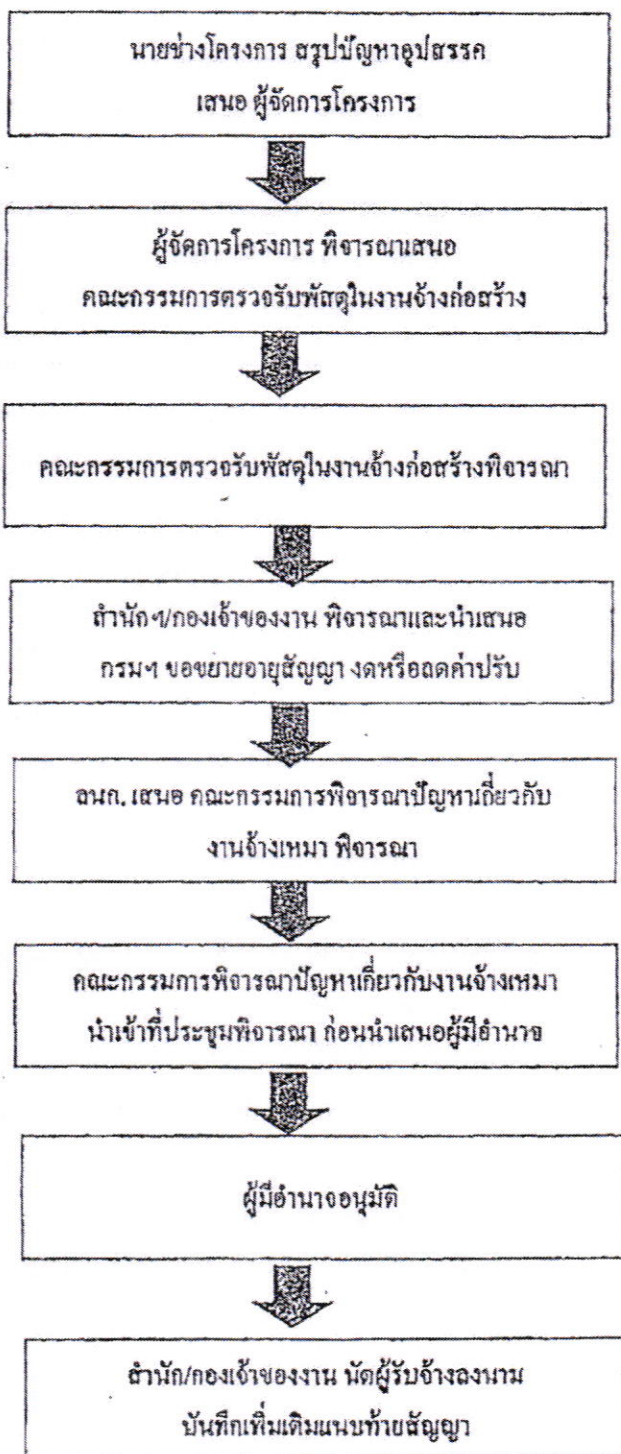 นายช่างโครงการ สรุปปัญหาอุปสรรค
เสนอ ผู้จัดการโครงการ
ผู้จัดการโครงการ พิจารณาเสนอ
คณะกรรมการตรวจรับพัสดุในงานจ้างก่อสร้าง
คณะกรรมการตรวจรับพัสดุในงานจ้างก่อสร้างพิจารณา
สำนักฯ/กองเจ้าของงาน พิจารณาและนำเสนอ
กรมฯ ขอขยายอายุสัญญา งดหรือลดค่าปรับ
ลนก. เสนอ คณะกรรมการพิจารณาปัญหาเกี่ยวกับ
งานจ้างเหมา พิจารณา
คณะกรรมการพิจารณาปัญหาเกี่ยวกับงานจ้างเหมา
นำเข้าที่ประชุมพิจารณา ก่อนนำเสนอผู้มีอำนาจ
ผู้มีอำนาจอนุมัติ
สำนัก/กองเจ้าของงาน นัดผู้รับจ้างลงนาม
บันทึกเพิ่มเติมแนบท้ายสัญญา